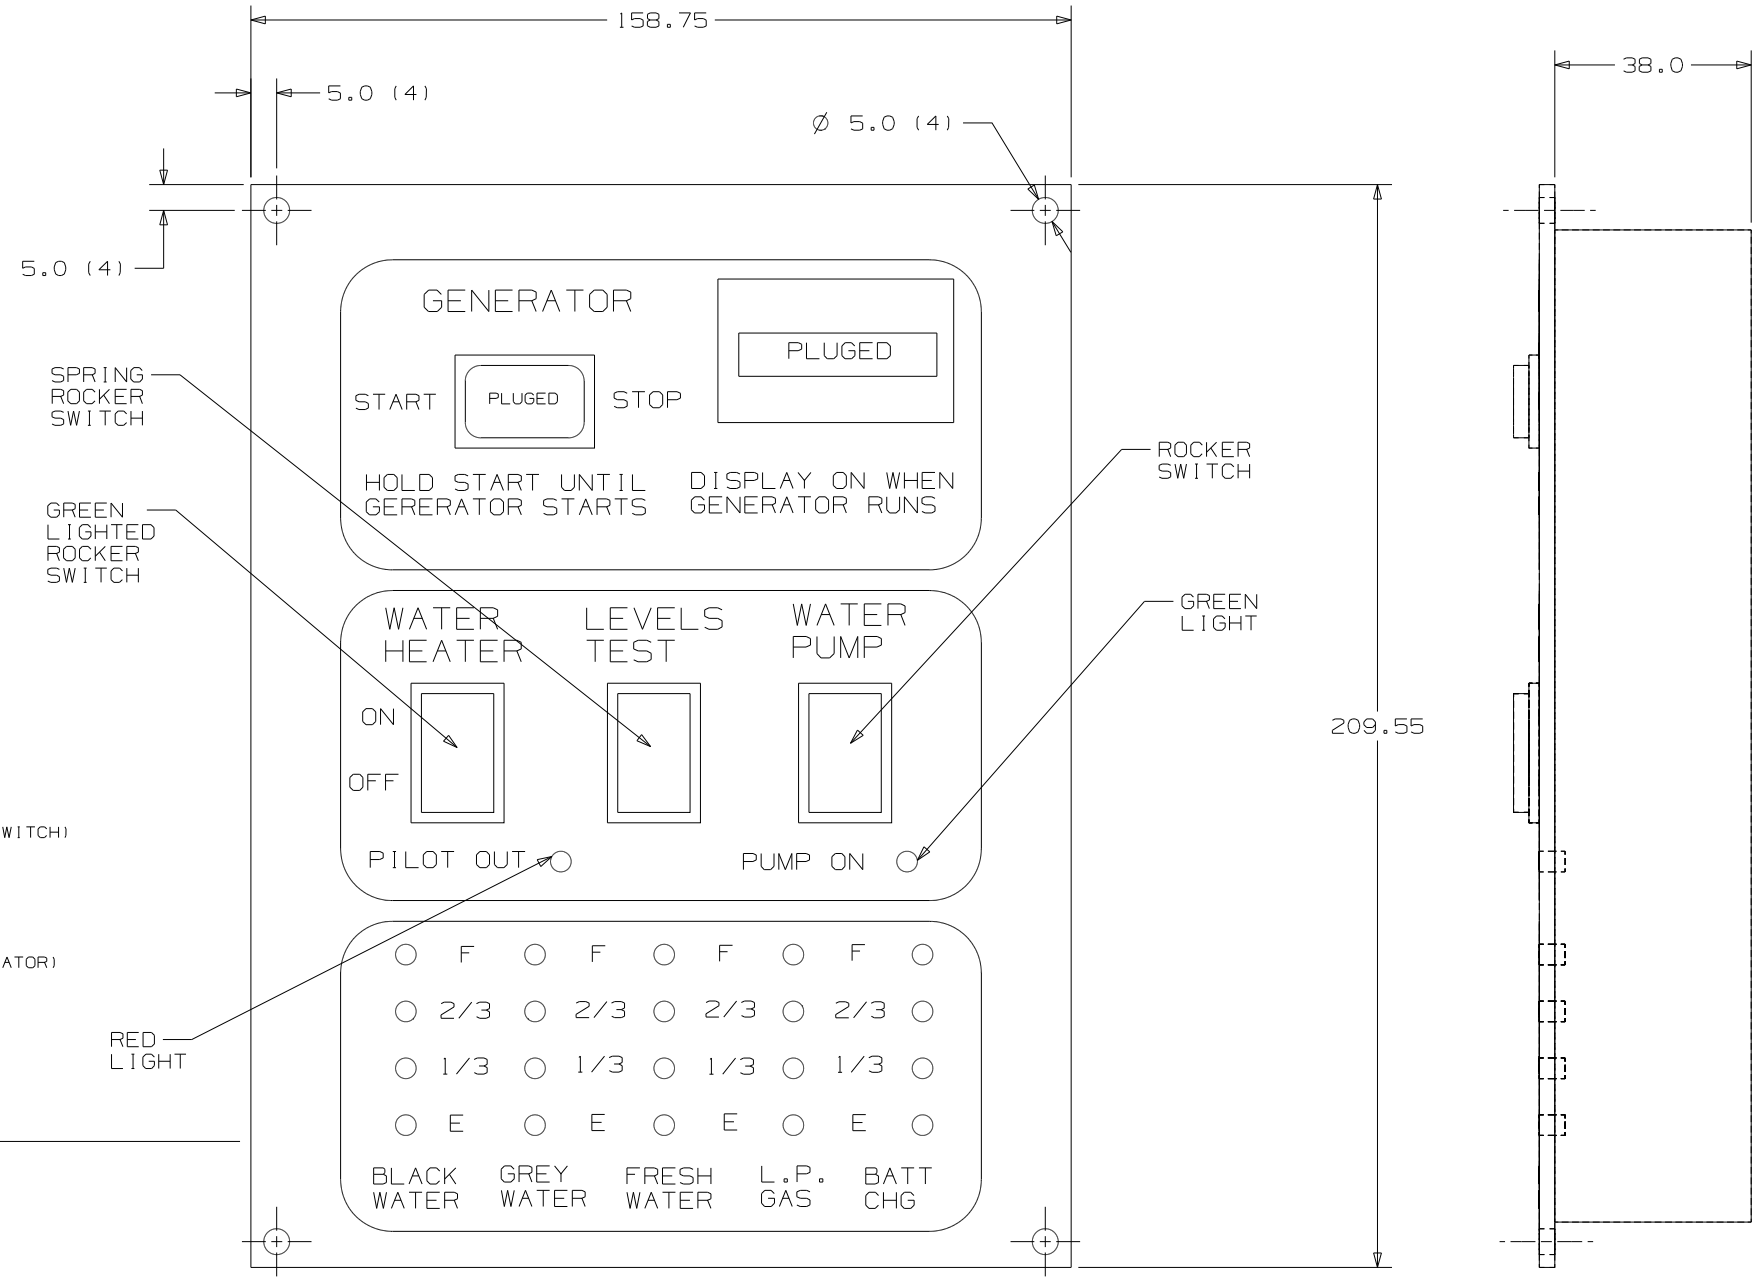 158.75
38.0
5.0 (4)
Ø 5.0 (4)
5.0 (4)
GENERATOR
PLUGED
START
PLUGED
STOP
SPRING
ROCKER
SWITCH
HOLD START UNTIL
GERERATOR STARTS
DISPLAY ON WHEN
GENERATOR RUNS
ROCKER
SWITCH
GREEN
LIGHTED
ROCKER
SWITCH
WATER
HEATER
LEVELS
TEST
WATER
PUMP
GREEN
LIGHT
ON
OFF
209.55
WITCH)
PILOT OUT
PUMP ON
ATOR)
F F F F
2/3 2/3 2/3 2/3
1/3 1/3 1/3 1/3
E E E E
RED
LIGHT
BLACK
WATER
GREY
WATER
FRESH
WATER
L.P.
GAS
BATT
CHG